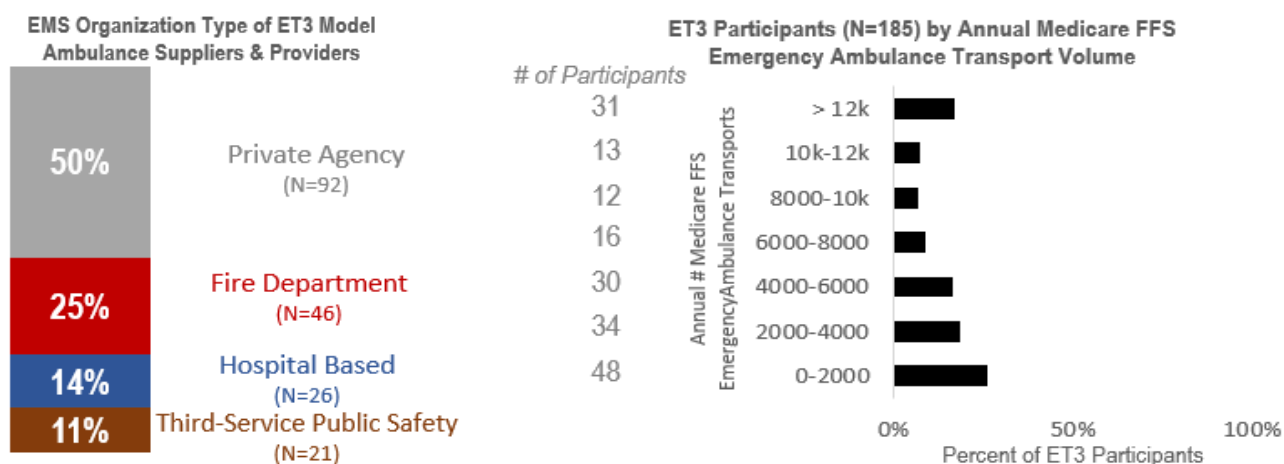 EMS Organization Type of ET3 Model
Ambulance Suppliers & Providers
50%
Private Agency
(N=92)
25%
Fire Department
(N=46)
14%
Hospital Based
(N=26)
11%
Third-Service Public Safety
(N=21)
ET3 Participants (N=185) by Annual Medicare FFS
Emergency Ambulance Transport Volume
# of Participants
31
13
12
16
30
34
48
Annual # Medicare FFS
EmergencyAmbulance Transports
> 12k
10k-12k
8000-10k
6000-8000
4000-6000
2000-4000
0-2000
0%
50%
100%
Percent of ET3 Participants